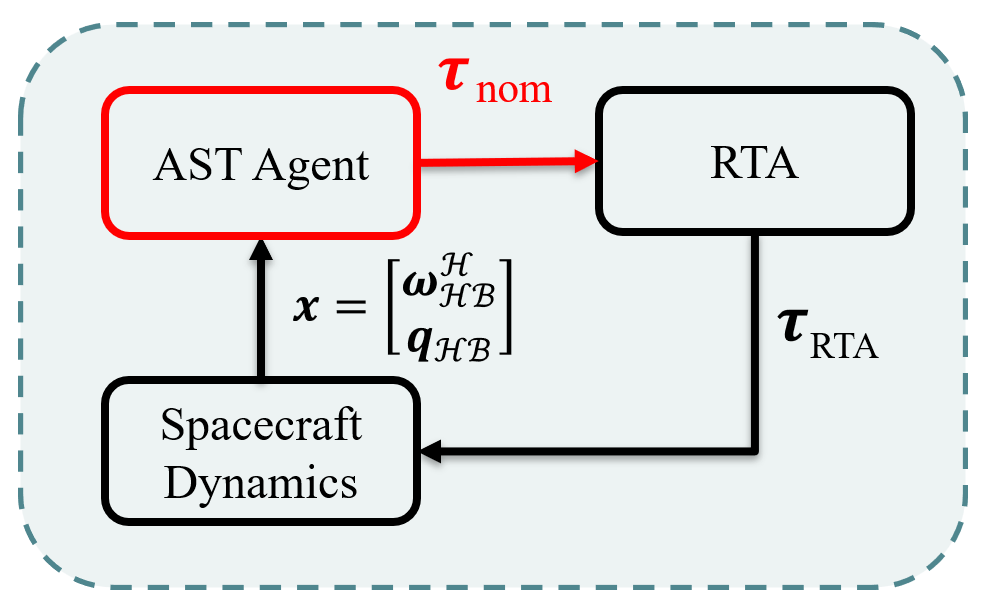 𝝉 nom
AST Agent
RTA
𝒙 = [𝝎^ℋ_ℋℬ
𝒒_ℋℬ]
𝝉 RTA
Spacecraft
Dynamics